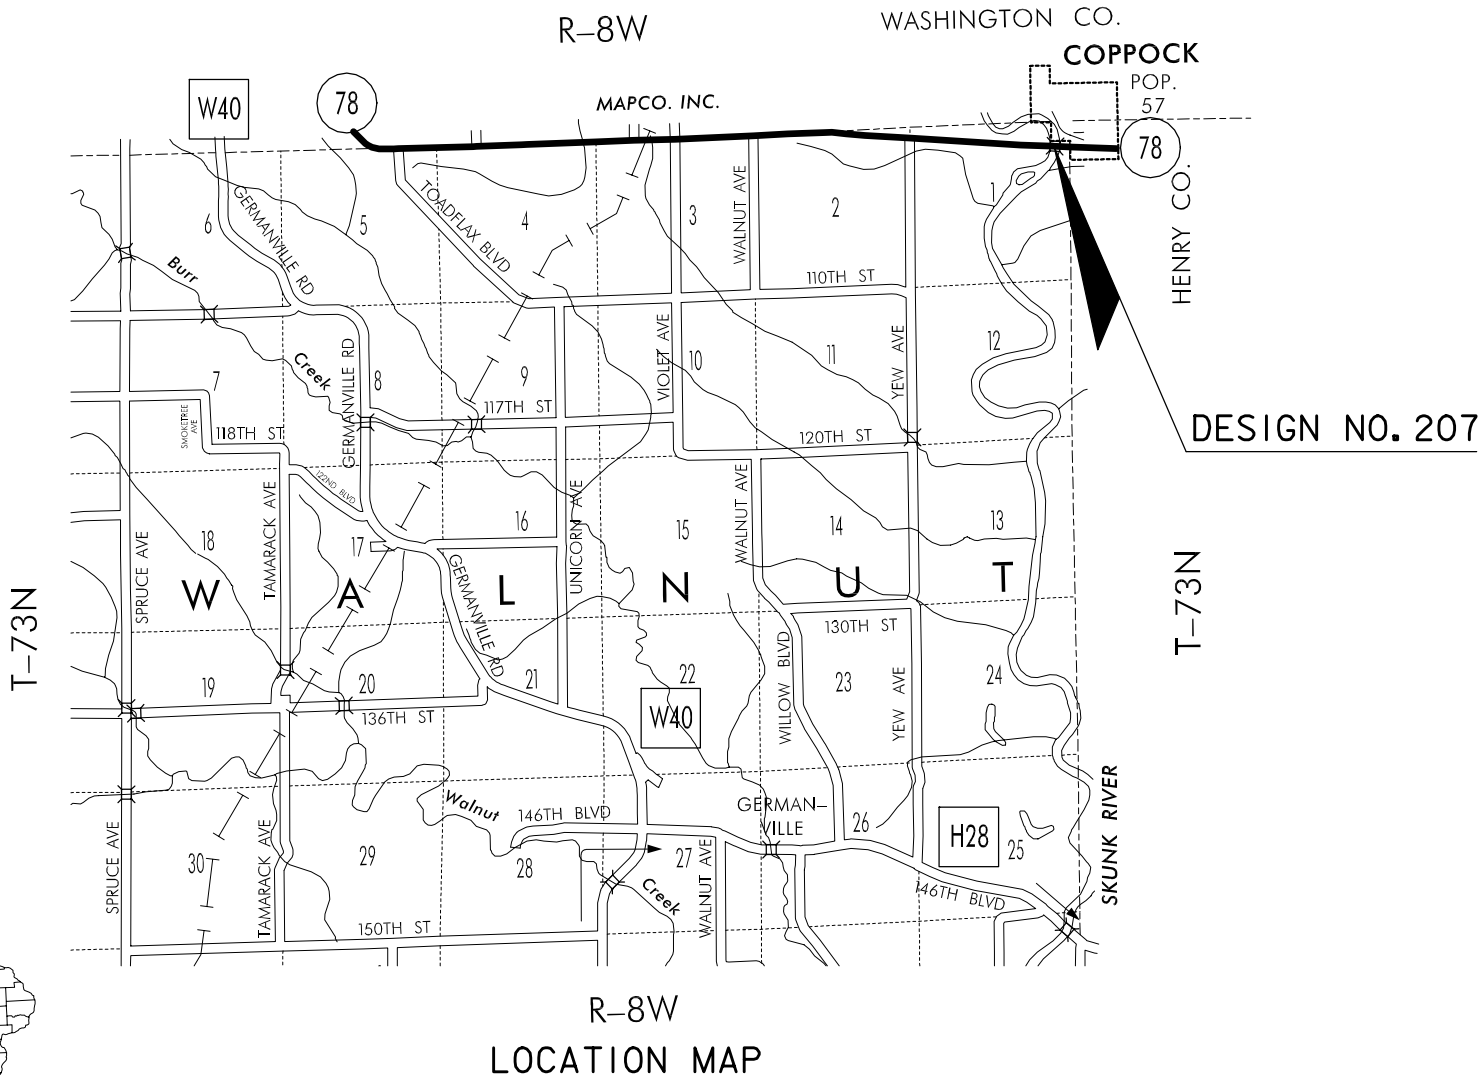 R-8W
WASHINGTON CO.
COPPOCK
POP.
57
W40
78
MAPCO. INC.
78
HENRY CO.
6
5
4
3
2
1
GERMANVILLE RD
TOADFLAX BLVD
WALNUT AVE
Burr
110TH ST
Creek
7
8
9
10
11
12
GERMANVILLE RD
VIOLET AVE
YEW AVE
SMOKETREE
AVE
118TH ST
117TH ST
120TH ST
DESIGN NO. 207
122ND BLVD
TAMARACK AVE
UNICORN AVE
WALNUT AVE
18
17
16
15
14
13
SPRUCE AVE
W A L N U T
T-73N
T-73N
GERMANVILLE RD
130TH ST
WILLOW BLVD
YEW AVE
19
20
21
22
23
24
136TH ST
W40
SKUNK RIVER
Walnut
146TH BLVD
GERMAN-
VILLE
26
H28
25
SPRUCE AVE
TAMARACK AVE
30
29
28
27
WALNUT AVE
Creek
146TH BLVD
150TH ST
R-8W
LOCATION MAP